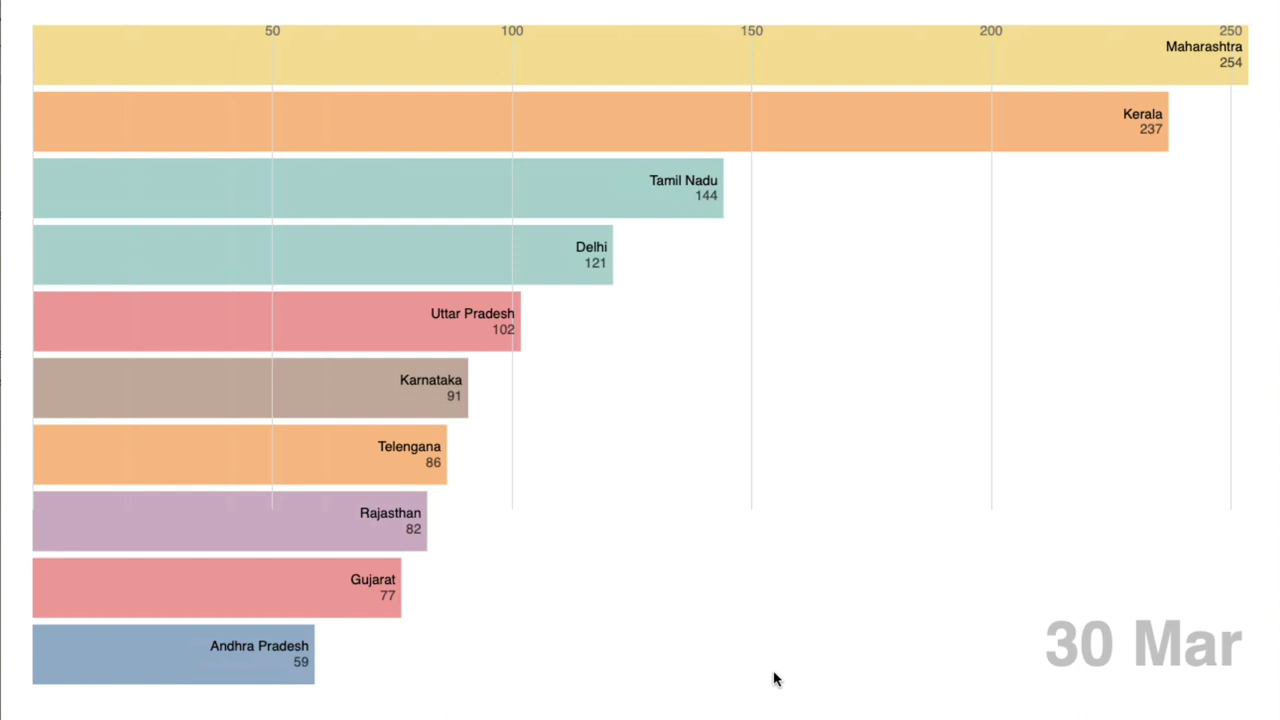 50 100 150 200 250
Maharashtra
254
Kerala
237
Tamil Nadu
144
Delhi
121
Uttar Pradesh
102
Karnataka
91
Telengana
86
Rajasthan
82
Gujarat
77
Andhra Pradesh
59
30 Mar